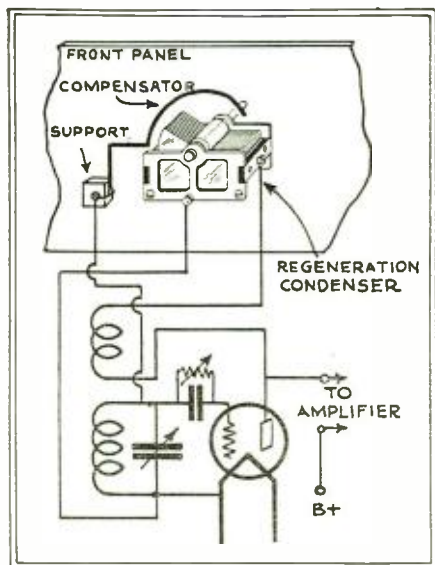 FRONT PANEL
COMPENSATOR
SUPPORT
REGENERATION
CONDENSER
TO
AMPLIFIER
B+